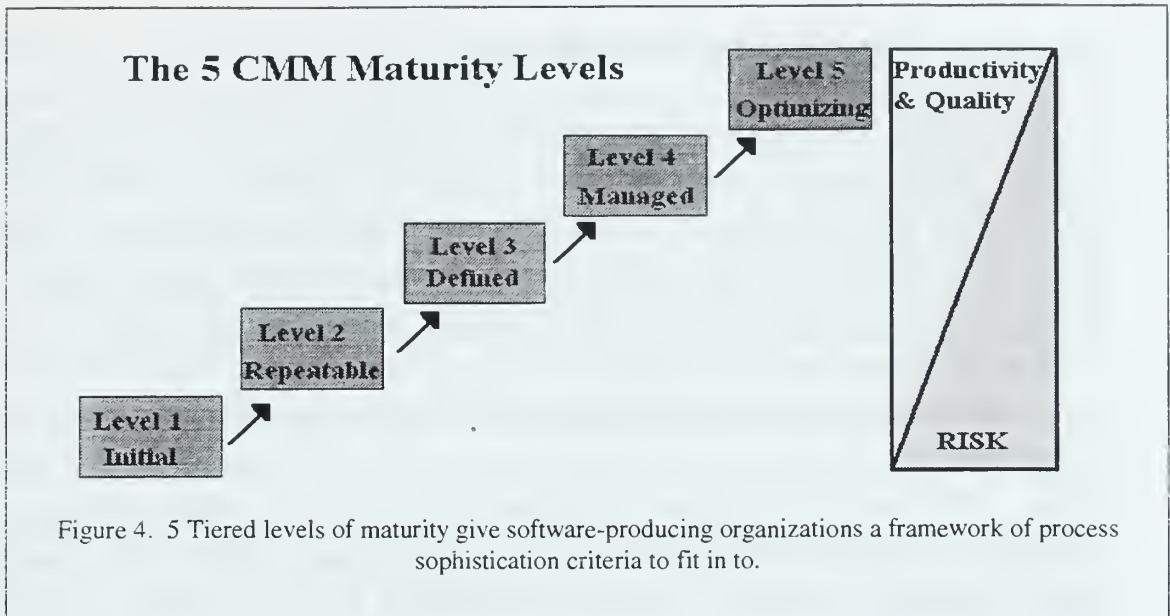 The 5 CMM Maturity Levels
Level 5
Optimizing
Productivity
& Quality
Level 4
Managed
Level 3
Defined
Level 2
Repeatable
Level 1
Initial
RISK
Figure 4. 5 Tiered levels of maturity give software-producing organizations a framework of process
sophistication criteria to fit in to.